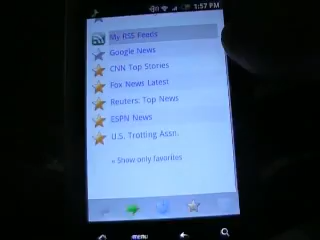 1:57 PM
My RSS Feeds
Google News
CNN Top Stories
Fox News Latest
Reuters: Top News
ESPN News
U.S. Trotting Assn.
« Show only favorites
MENU